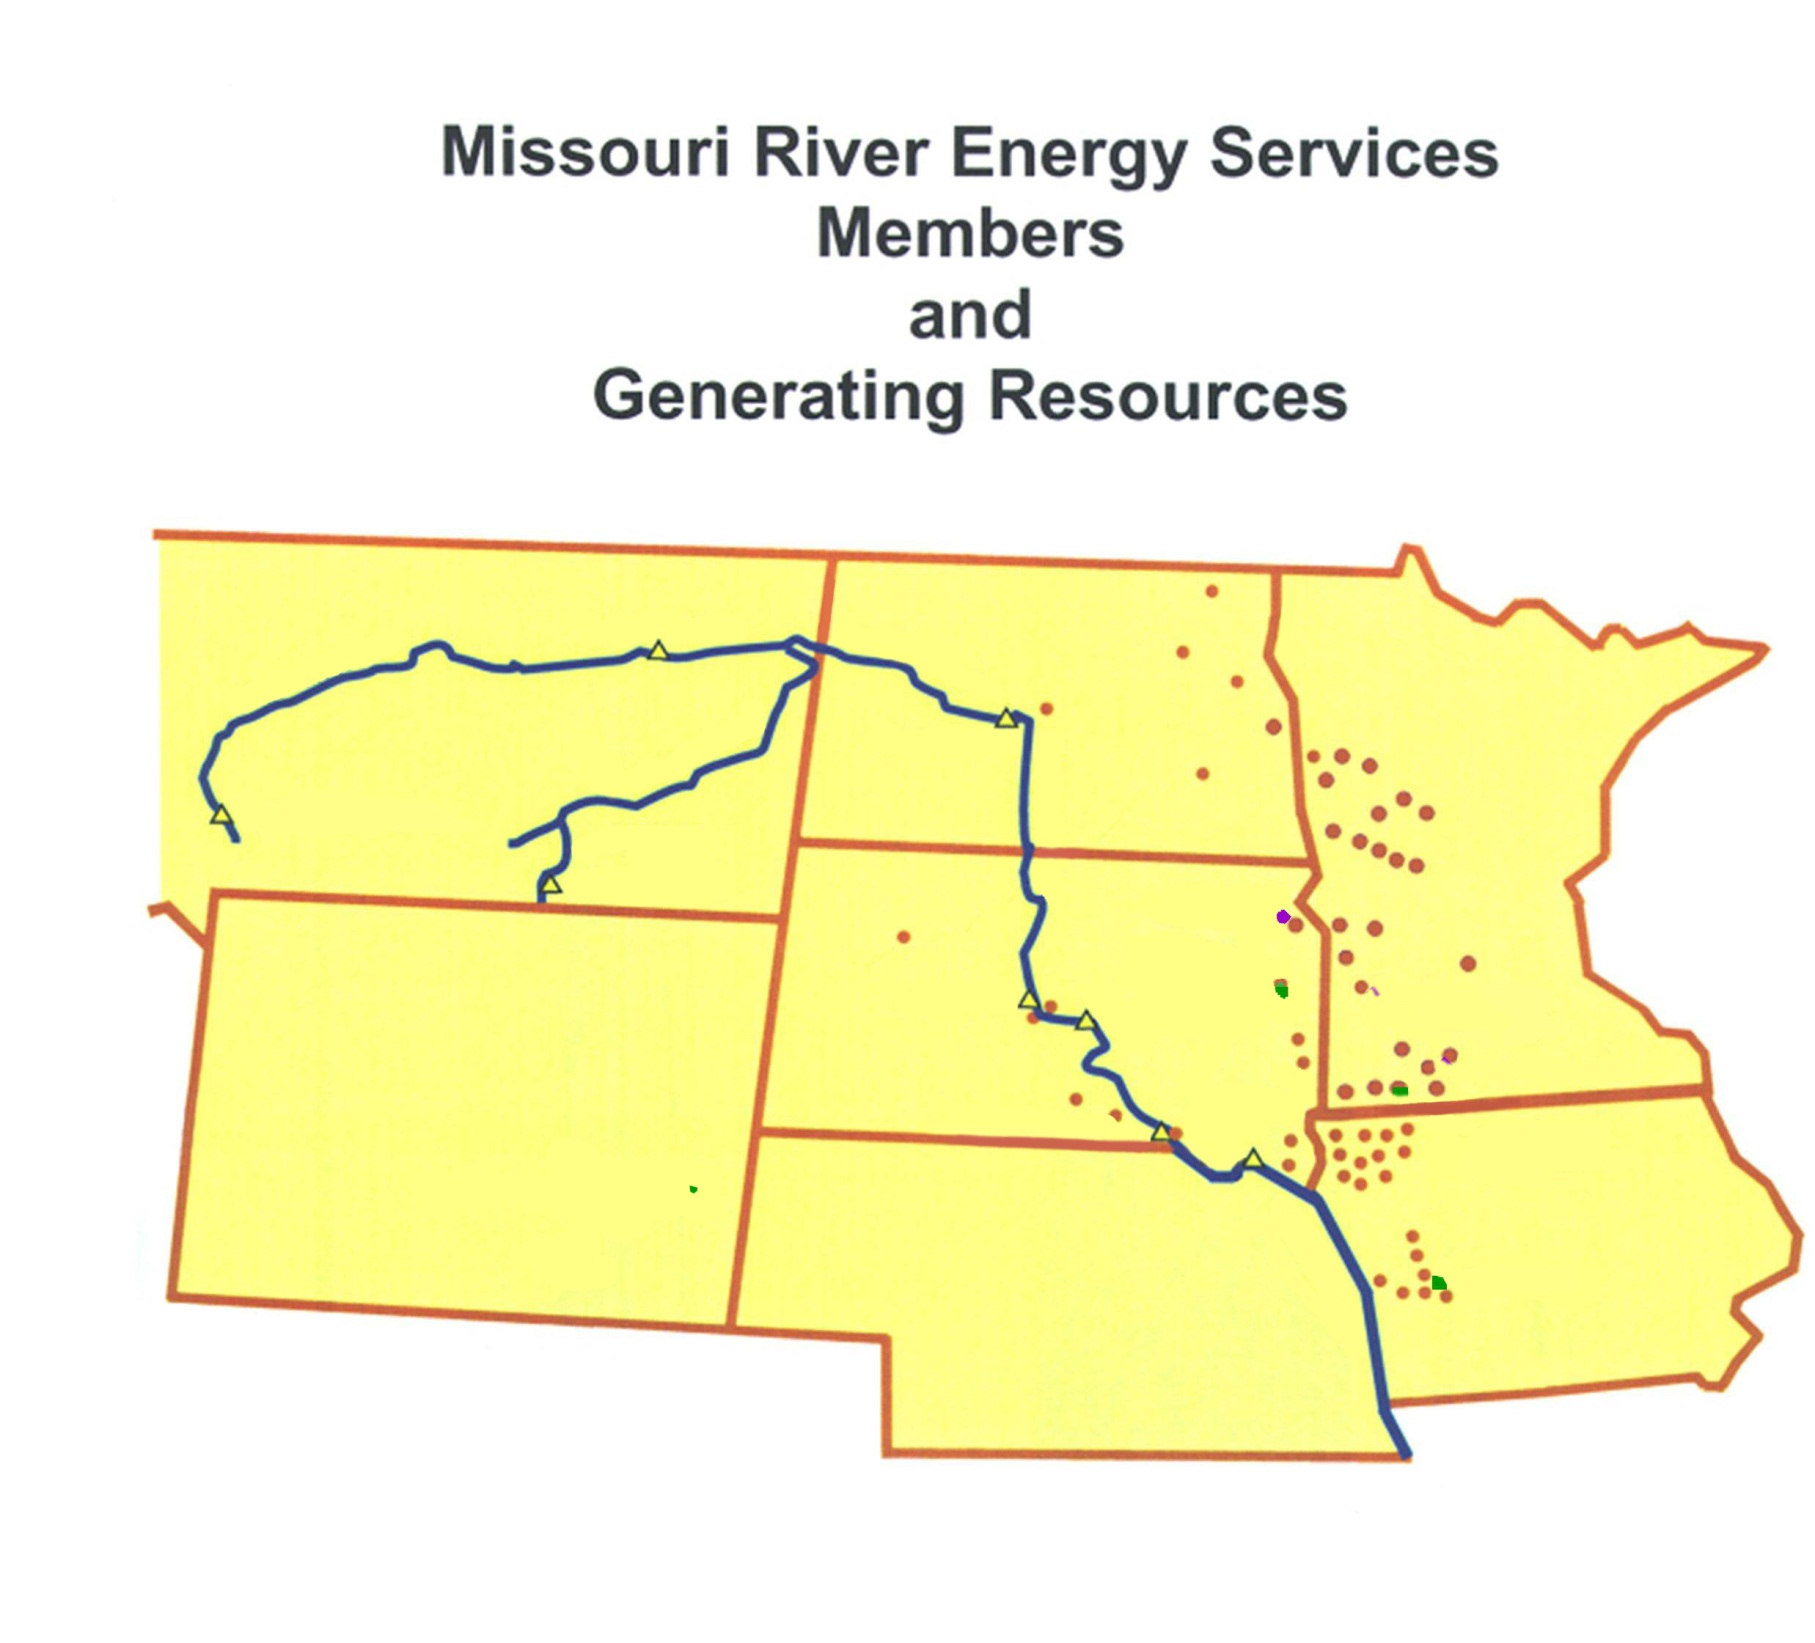 Missouri River Energy Services
Members
and
Generating Resources